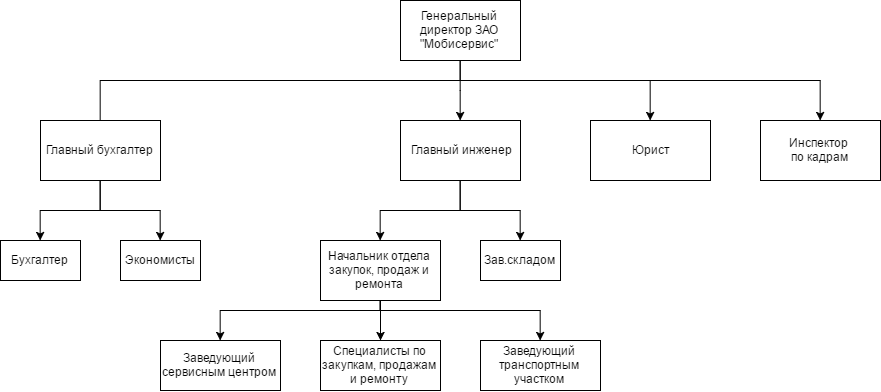 Генеральный
директор ЗАО
"Мобисервис"
Главный бухгалтер
Главный инженер
Юрист
Инспектор
по кадрам
Бухгалтер
Экономисты
Начальник отдела
закупок, продаж и
ремонта
Зав.складом
Заведующий
сервисным центром
Специалисты по
закупкам, продажам
и ремонту
Заведующий
транспортным
участком